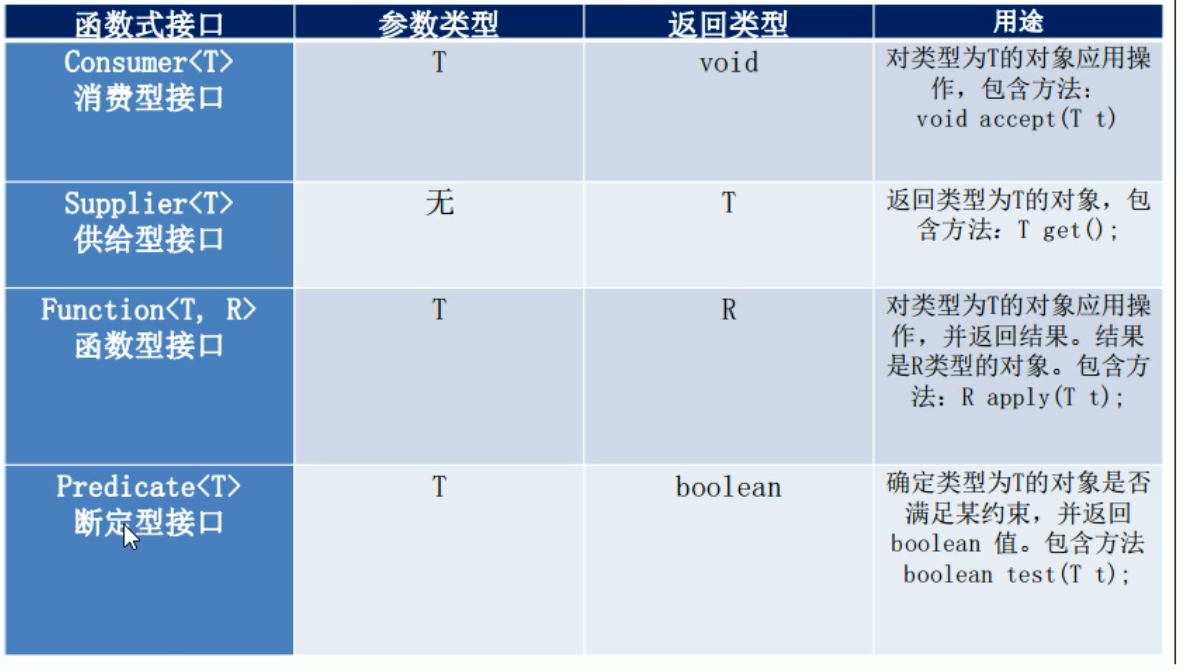 函数式接口 参数类型 返回类型 用途
Consumer<T> T void 对类型为T的对象应用操
消费型接口 作，包含方法：
void accept(T t)
Supplier<T> 无 T 返回类型为T的对象，包
供给型接口 含方法：T get();
Function<T, R> T R 对类型为T的对象应用操
函数型接口 作，并返回结果。结果
是R类型的对象。包含方
法：R apply(T t);
Predicate<T> T boolean 确定类型为T的对象是否
断定型接口 满足某约束，并返回
boolean 值。包含方法
boolean test(T t);